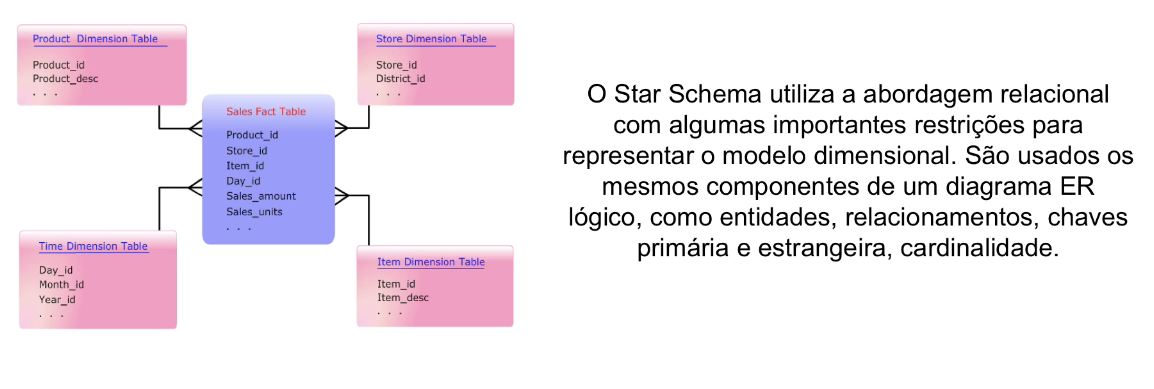 Product  Dimension Table
Product_id
Product_desc
. . .
Store Dimension Table
Store_id
District_id
. . .
Sales Fact Table
Product_id
Store_id
Item_id
Day_id
Sales_amount
Sales_units
. . .
Time Dimension Table
Day_id
Month_id
Year_id
. . .
Item Dimension Table
Item_id
Item_desc
. . .
O Star Schema utiliza a abordagem relacional
com algumas importantes restrições para
representar o modelo dimensional. São usados os
mesmos componentes de um diagrama ER
lógico, como entidades, relacionamentos, chaves
primária e estrangeira, cardinalidade.